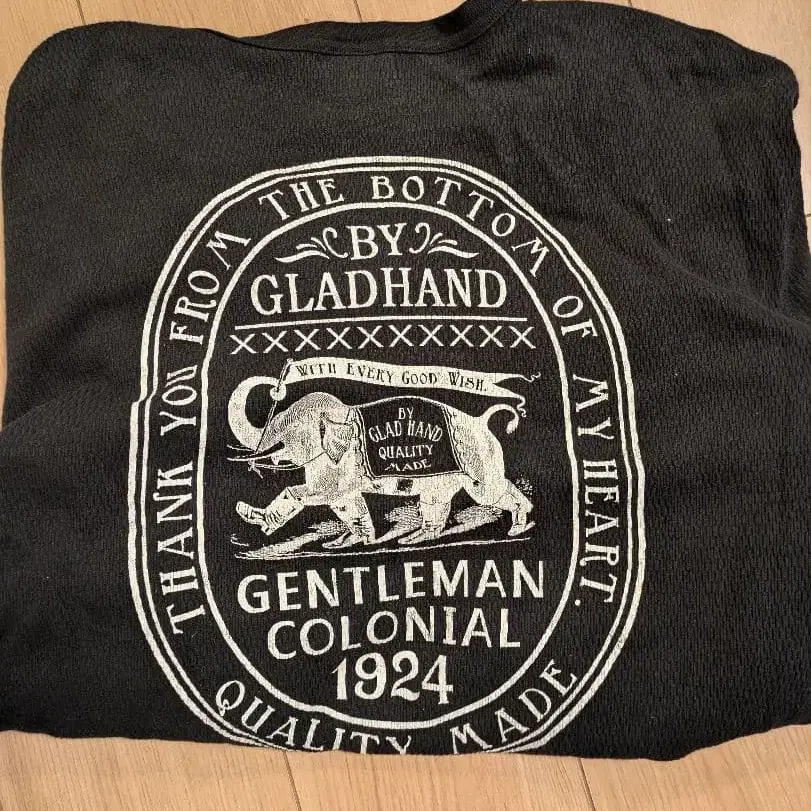 THANK YOU FROM THE BOTTOM OF MY HEART.
BY
GLADHAND
XXXXXXXXXXX
WITH EVERY GOOD WISH.
BY
GLAD HAND
QUALITY
MADE
GENTLEMAN
COLONIAL
1924
QUALITY MADE